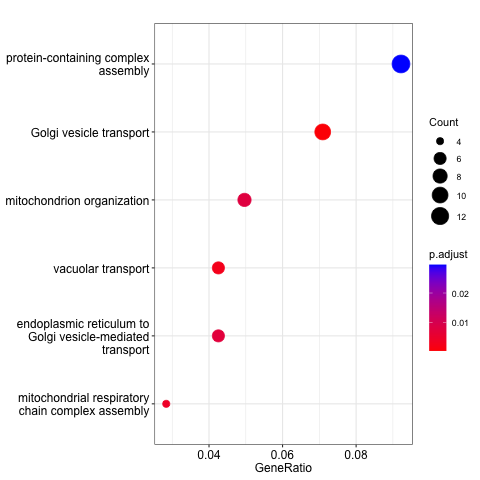 protein-containing complex
assembly
Golgi vesicle transport
mitochondrion organization
vacuolar transport
endoplasmic reticulum to
Golgi vesicle-mediated
transport
mitochondrial respiratory
chain complex assembly
0.04
0.06
0.08
GeneRatio
Count
4
6
8
10
12
p.adjust
0.02
0.01